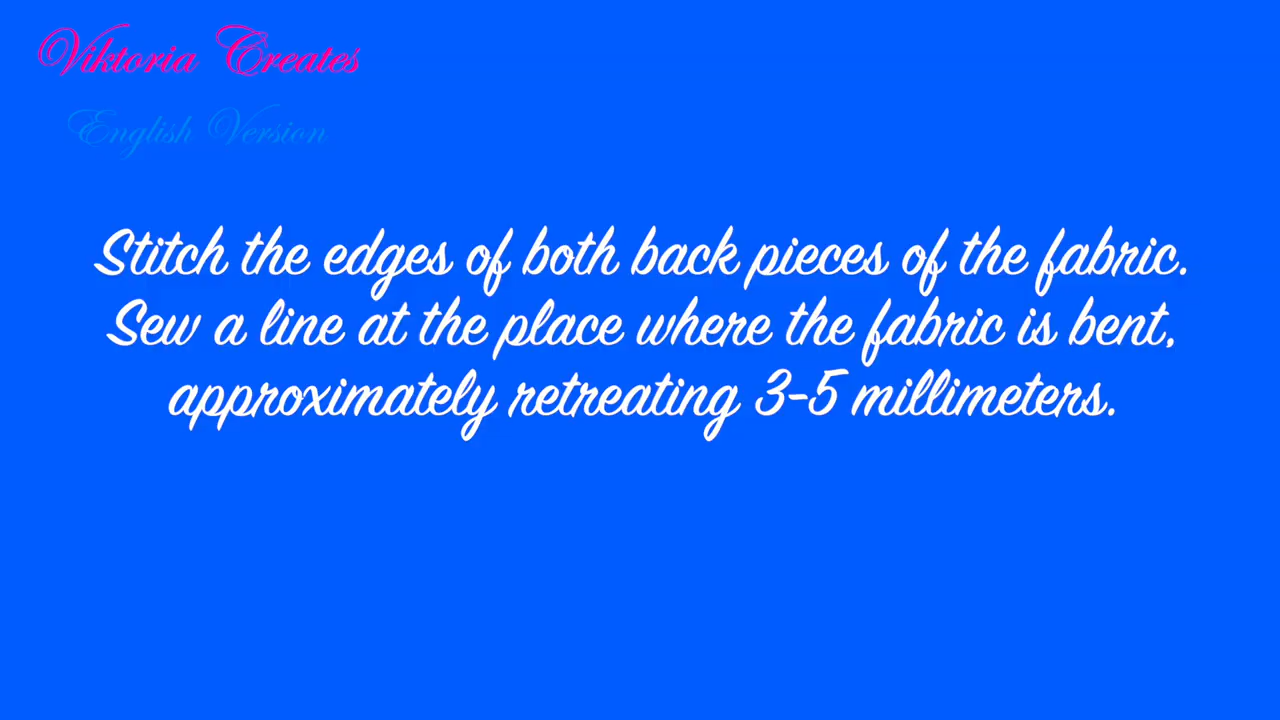 Viktoria Creates
English Version
Stitch the edges of both back pieces of the fabric.
Sew a line at the place where the fabric is bent,
approximately retreating 3-5 millimeters.